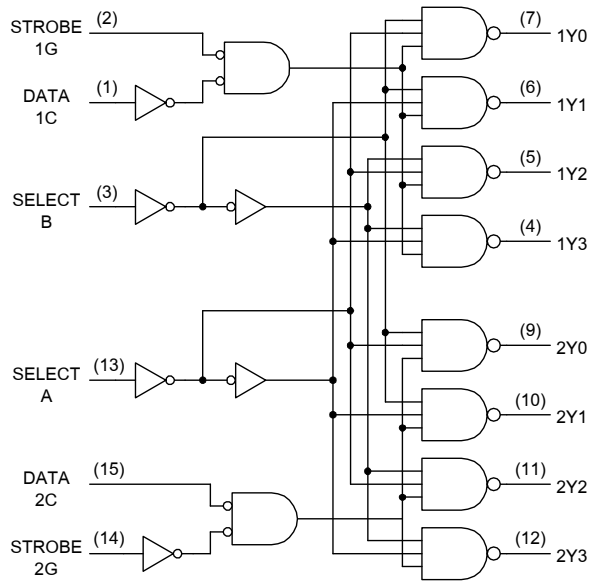 STROBE
1G
(2)
DATA
1C
(1)
SELECT
B
(3)
SELECT
A
(13)
DATA
2C
(15)
STROBE
2G
(14)
(7)
1Y0
(6)
1Y1
(5)
1Y2
(4)
1Y3
(9)
2Y0
(10)
2Y1
(11)
2Y2
(12)
2Y3